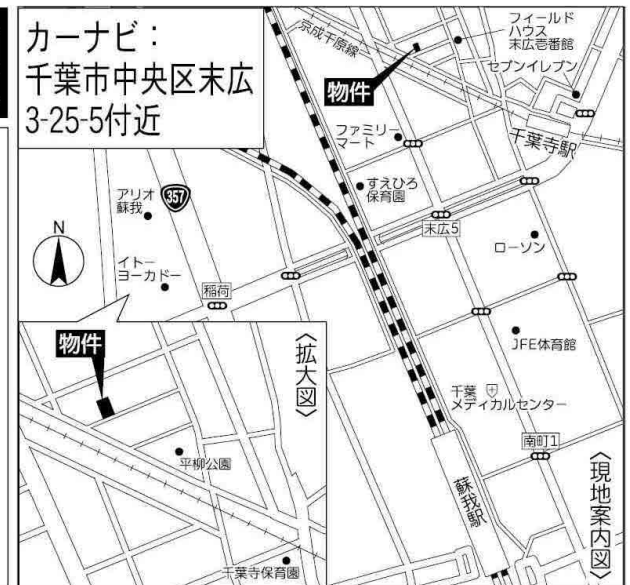 カーナビ：
千葉市中央区末広
3-25-5付近
京成千原線
フィールド
ハウス
末広壱番館
セブンイレブン
物件
ファミリー
マート
千葉寺駅
すえひろ
保育園
アリオ
蘇我
357
末広5
ローソン
N
イトー
ヨーカドー
稲荷
JFE体育館
千葉
メディカルセンター
南町1
蘇我駅
〈現地案内図〉
〈拡大図〉
物件
平柳公園
千葉寺保育園